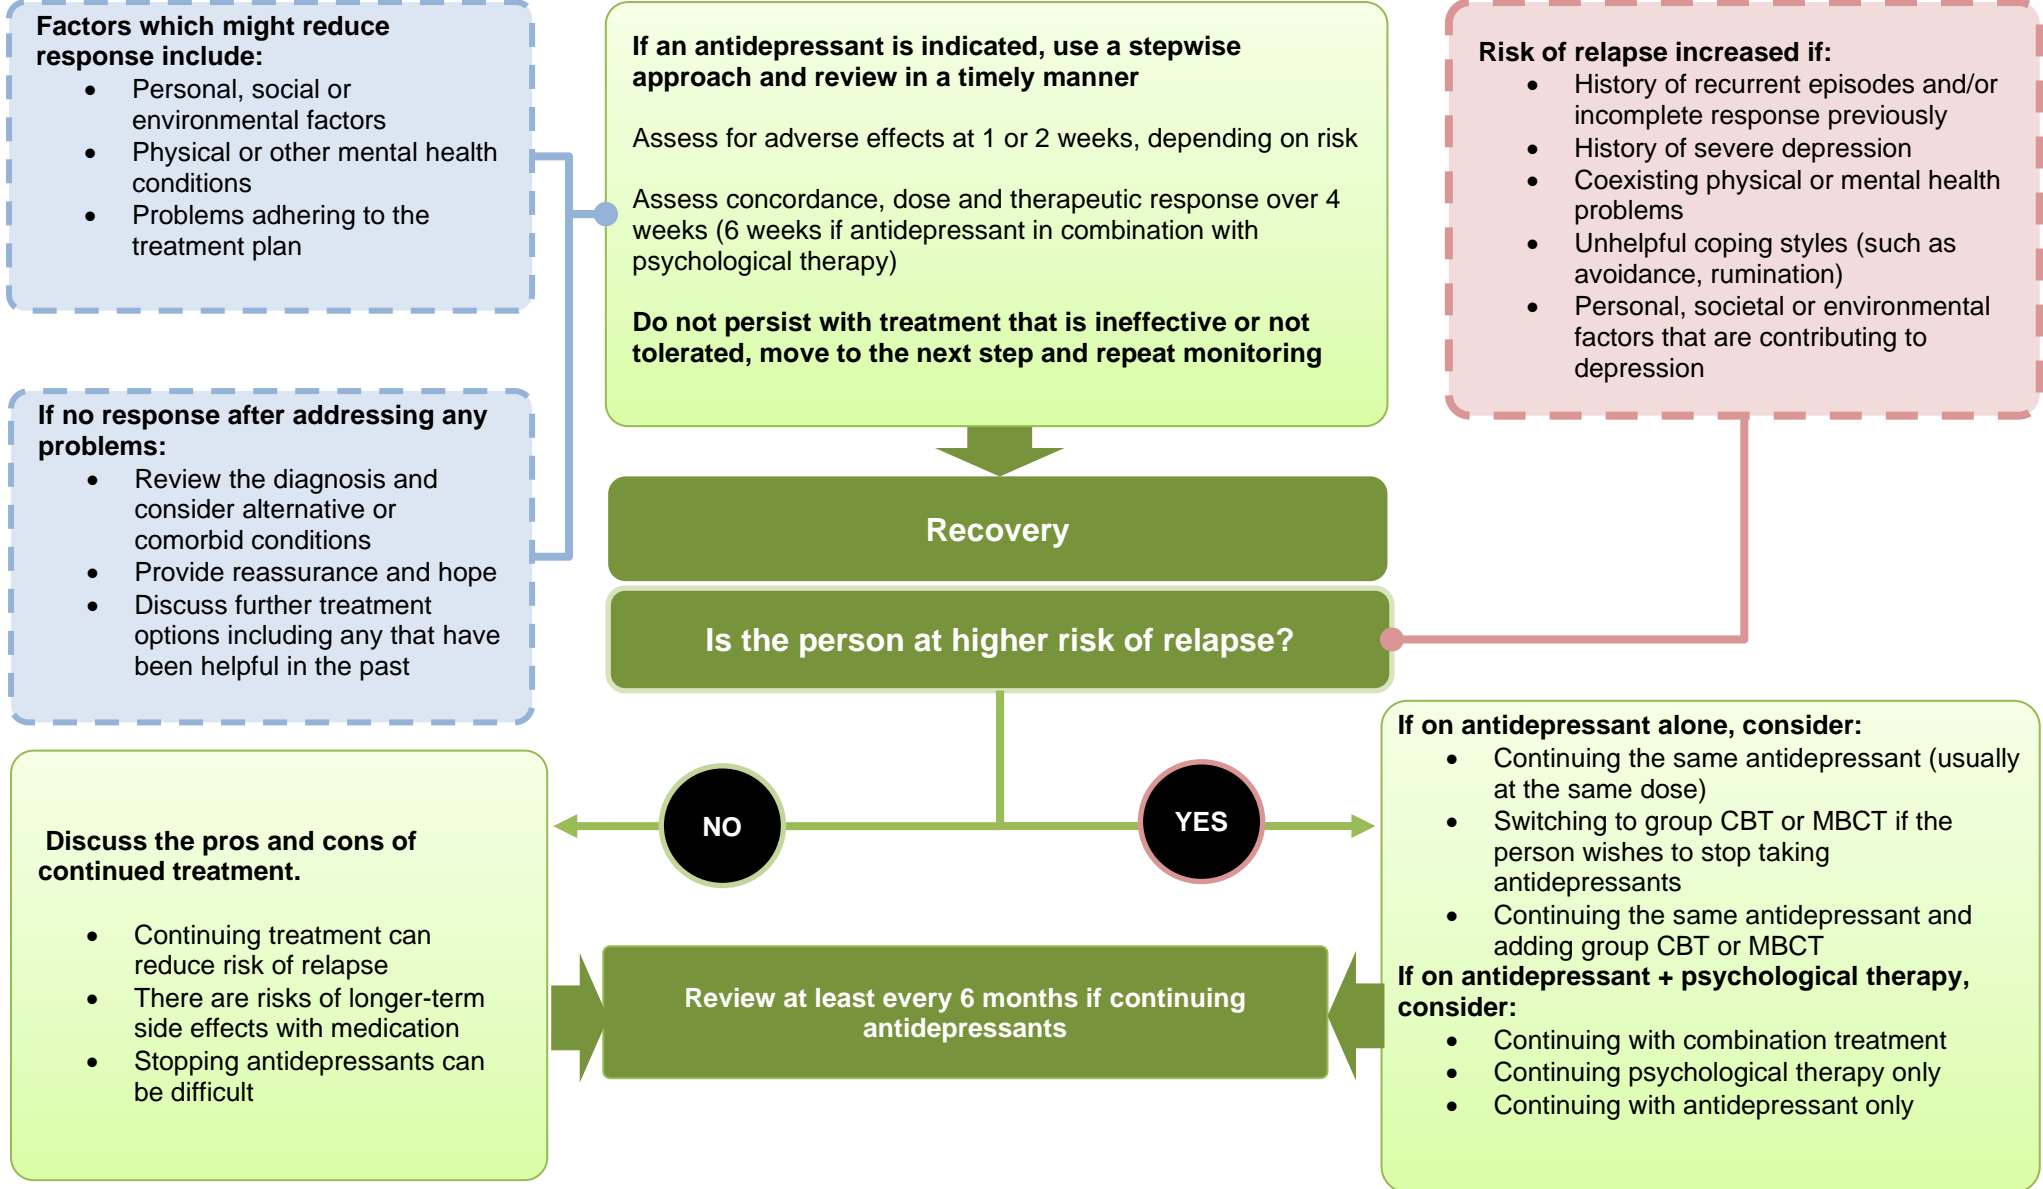 Factors which might reduce
response include:
• Personal, social or
environmental factors
• Physical or other mental health
conditions
• Problems adhering to the
treatment plan
If no response after addressing any
problems:
• Review the diagnosis and
consider alternative or
comorbid conditions
• Provide reassurance and hope
• Discuss further treatment
options including any that have
been helpful in the past
If an antidepressant is indicated, use a stepwise
approach and review in a timely manner
Assess for adverse effects at 1 or 2 weeks, depending on risk
Assess concordance, dose and therapeutic response over 4
weeks (6 weeks if antidepressant in combination with
psychological therapy)
Do not persist with treatment that is ineffective or not
tolerated, move to the next step and repeat monitoring
Risk of relapse increased if:
• History of recurrent episodes and/or
incomplete response previously
• History of severe depression
• Coexisting physical or mental health
problems
• Unhelpful coping styles (such as
avoidance, rumination)
• Personal, societal or environmental
factors that are contributing to
depression
Recovery
Is the person at higher risk of relapse?
NO
YES
Discuss the pros and cons of
continued treatment.
• Continuing treatment can
reduce risk of relapse
• There are risks of longer-term
side effects with medication
• Stopping antidepressants can
be difficult
If on antidepressant alone, consider:
• Continuing the same antidepressant (usually
at the same dose)
• Switching to group CBT or MBCT if the
person wishes to stop taking
antidepressants
• Continuing the same antidepressant and
adding group CBT or MBCT
If on antidepressant + psychological therapy,
consider:
• Continuing with combination treatment
• Continuing psychological therapy only
• Continuing with antidepressant only
Review at least every 6 months if continuing
antidepressants